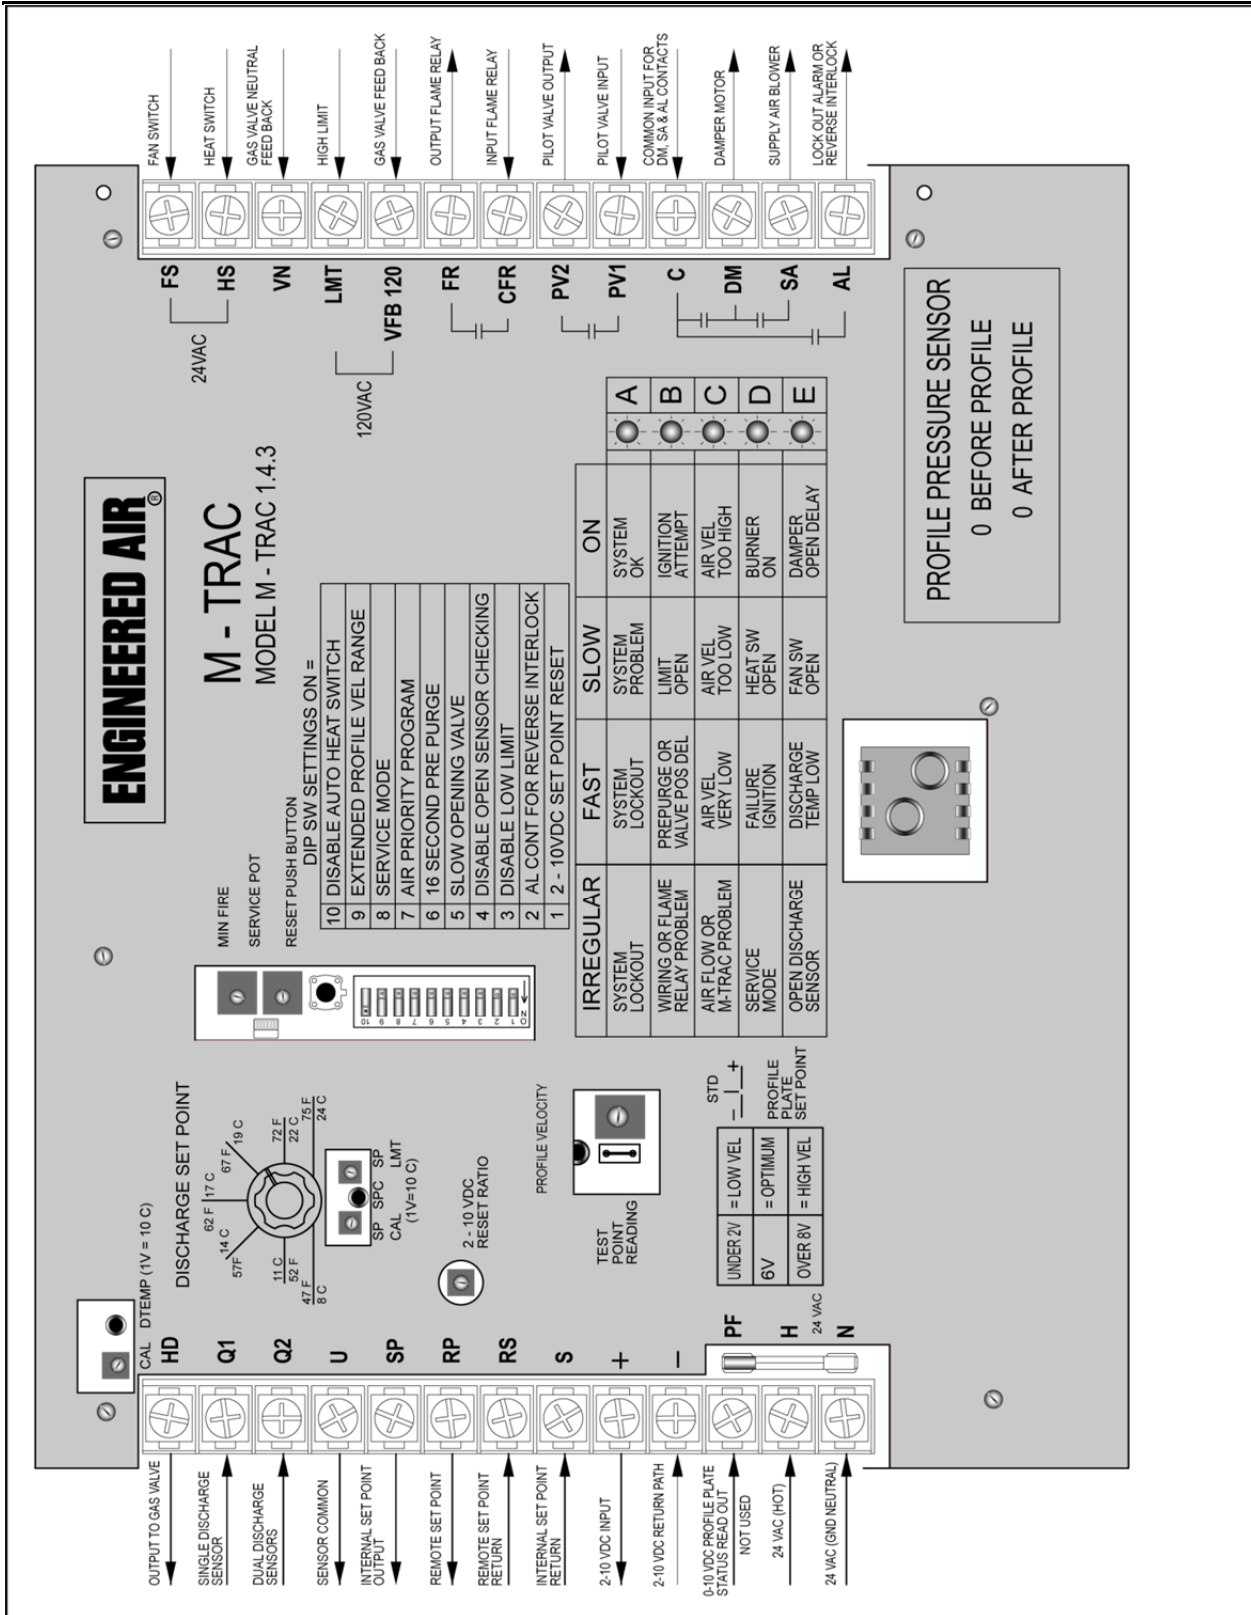 FAN SWITCH
HEAT SWITCH
GAS VALVE NEUTRAL
FEED BACK
HIGH LIMIT
GAS VALVE FEED BACK
OUTPUT FLAME RELAY
INPUT FLAME RELAY
PILOT VALVE OUTPUT
PILOT VALVE INPUT
COMMON INPUT FOR
DM, SA & AL CONTACTS
DAMPER MOTOR
SUPPLY AIR BLOWER
LOCK OUT ALARM OR
REVERSE INTERLOCK
FS
HS
VN
LMT
VFB 120
FR
CFR
PV2
PV1
C
DM
SA
AL
24VAC
120VAC
ENGINEERED AIR ®
M - TRAC
MODEL M - TRAC 1.4.3
MIN FIRE
SERVICE POT
RESET PUSH BUTTON
DIP SW SETTINGS ON =
10 DISABLE AUTO HEAT SWITCH
9 EXTENDED PROFILE VEL RANGE
8 SERVICE MODE
7 AIR PRIORITY PROGRAM
6 16 SECOND PRE PURGE
5 SLOW OPENING VALVE
4 DISABLE OPEN SENSOR CHECKING
3 DISABLE LOW LIMIT
2 AL CONT FOR REVERSE INTERLOCK
1 2 - 10VDC SET POINT RESET
10
9
8
7
6
5
4
3
2
1
ON
IRREGULAR FAST SLOW ON
SYSTEM
LOCKOUT
SYSTEM
LOCKOUT
SYSTEM
PROBLEM
SYSTEM
OK
A
WIRING OR FLAME
RELAY PROBLEM
PREPURGE OR
VALVE POS DEL
LIMIT
OPEN
IGNITION
ATTEMPT
B
AIR FLOW OR
M-TRAC PROBLEM
AIR VEL
VERY LOW
AIR VEL
TOO LOW
AIR VEL
TOO HIGH
C
SERVICE
MODE
FAILURE
IGNITION
HEAT SW
OPEN
BURNER
ON
D
OPEN DISCHARGE
SENSOR
DISCHARGE
TEMP LOW
FAN SW
OPEN
DAMPER
OPEN DELAY
E
PROFILE PRESSURE SENSOR
0 BEFORE PROFILE
0 AFTER PROFILE
CAL DTEMP (1V = 10 C)
DISCHARGE SET POINT
47 F
8 C
11 C
52 F
57F
14 C
62 F
17 C
67 F
19 C
72 F
22 C
75 F
24 C
SP SPC SP
CAL LMT
(1V=10 C)
2 - 10 VDC
RESET RATIO
PROFILE VELOCITY
TEST
POINT
READING
UNDER 2V = LOW VEL
6V = OPTIMUM
OVER 8V = HIGH VEL
STD
− +
PROFILE
PLATE
SET POINT
HD
Q1
Q2
U
SP
RP
RS
S
+
−
PF
H
24 VAC
N
OUTPUT TO GAS VALVE
SINGLE DISCHARGE
SENSOR
DUAL DISCHARGE
SENSORS
SENSOR COMMON
INTERNAL SET POINT
OUTPUT
REMOTE SET POINT
REMOTE SET POINT
RETURN
INTERNAL SET POINT
RETURN
2-10 VDC INPUT
2-10 VDC RETURN PATH
0-10 VDC PROFILE PLATE
STATUS READ OUT
NOT USED
24 VAC (HOT)
24 VAC (GND NEUTRAL)